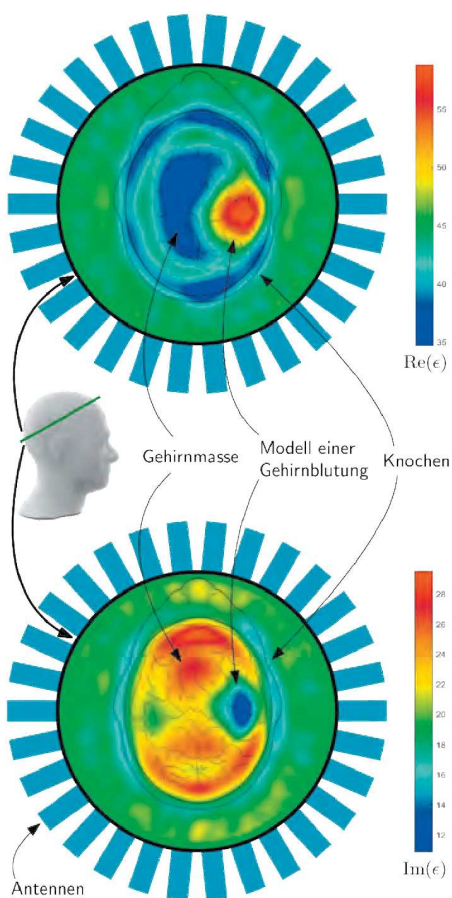 55
50
45
40
35
Re(ϵ)
Gehirnmasse
Modell einer
Gehirnblutung
Knochen
28
26
24
22
20
18
16
14
12
Im(ϵ)
Antennen